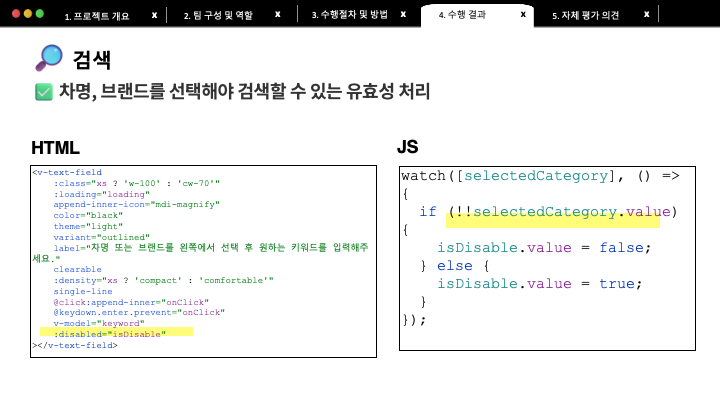 1. 프로젝트 개요 x 2. 팀 구성 및 역할 x 3. 수행절차 및 방법 x 4. 수행 결과 x 5. 자체 평가 의견 x
검색
차명, 브랜드를 선택해야 검색할 수 있는 유효성 처리
HTML
<v-text-field
:class="xs ? 'w-100' : 'cw-70'"
:loading="loading"
append-inner-icon="mdi-magnify"
color="black"
theme="light"
variant="outlined"
label="차명 또는 브랜드를 왼쪽에서 선택 후 원하는 키워드를 입력해주
세요."
clearable
:density="xs ? 'compact' : 'comfortable'"
single-line
@click:append-inner="onClick"
@keydown.enter.prevent="onClick"
v-model="keyword"
:disabled="isDisable"
></v-text-field>
JS
watch([selectedCategory], () =>
{
if (!!selectedCategory.value)
{
isDisable.value = false;
} else {
isDisable.value = true;
}
});